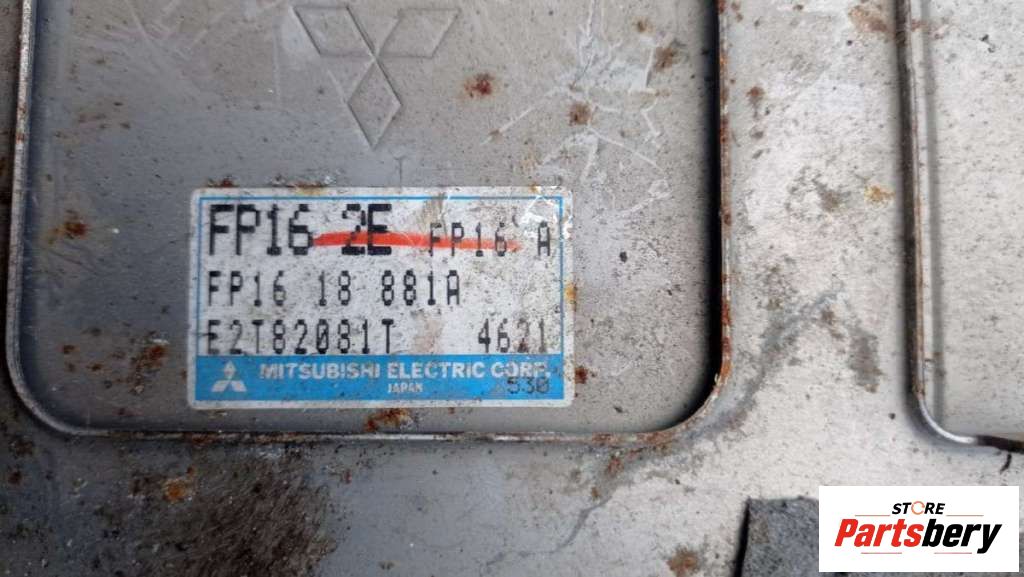 FP16 2E FP16 A
FP16 18 881A
E2T82081T 4621
MITSUBISHI ELECTRIC CORP.
JAPAN 530
STORE
Partsbery